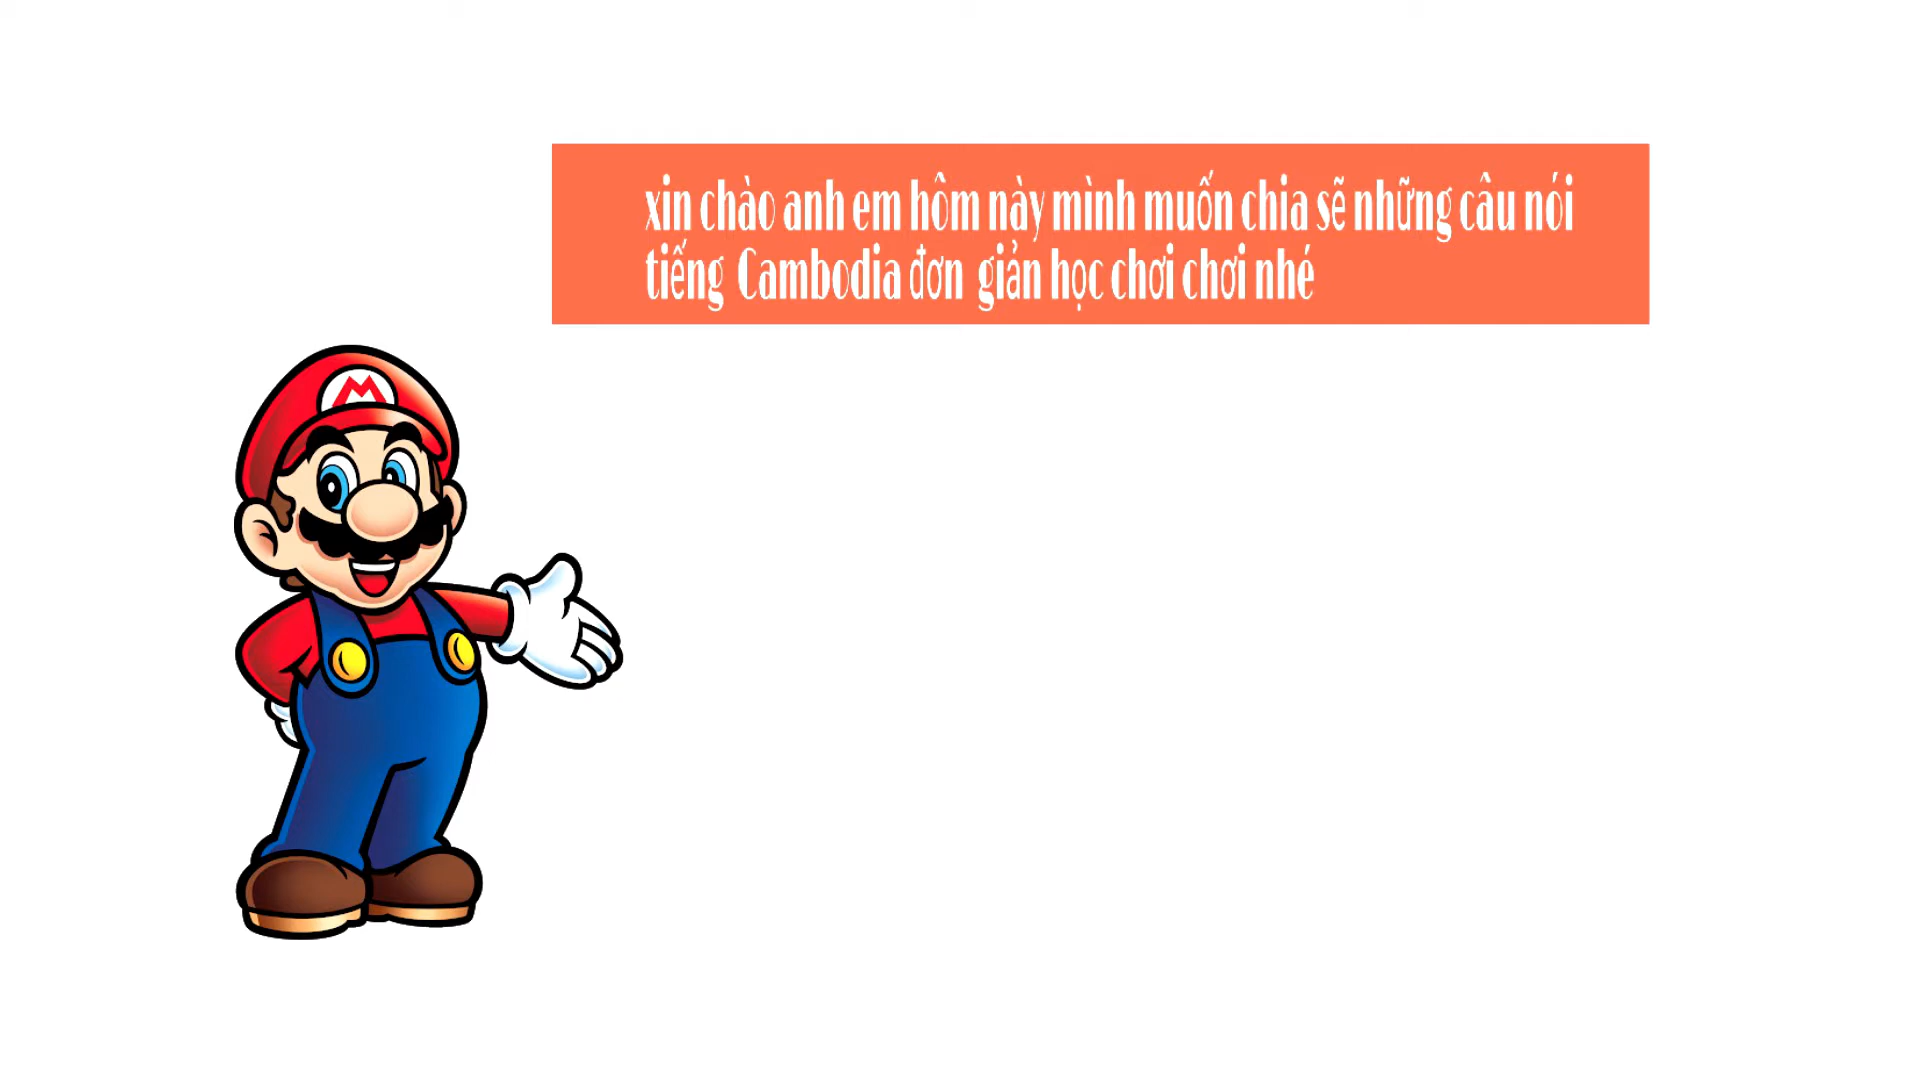 xin chào anh em hôm này mình muốn chia sẽ những câu nói
tiếng Cambodia đơn giản học chơi chơi nhé
M